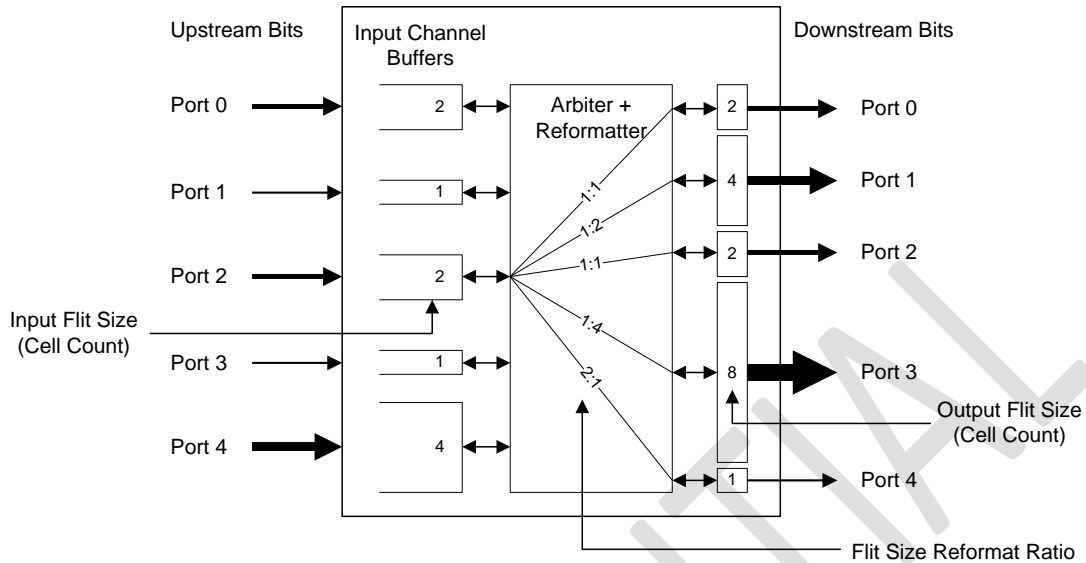 Upstream Bits
Input Channel
Buffers
Downstream Bits
Port 0
2
Arbiter +
Reformatter
2
Port 0
Port 1
1
1:1
4
Port 1
1:2
Port 2
2
1:1
2
Port 2
Input Flit Size
(Cell Count)
1:4
Port 3
1
2:1
8
Port 3
Output Flit Size
(Cell Count)
Port 4
4
1
Port 4
Flit Size Reformat Ratio
TIAL